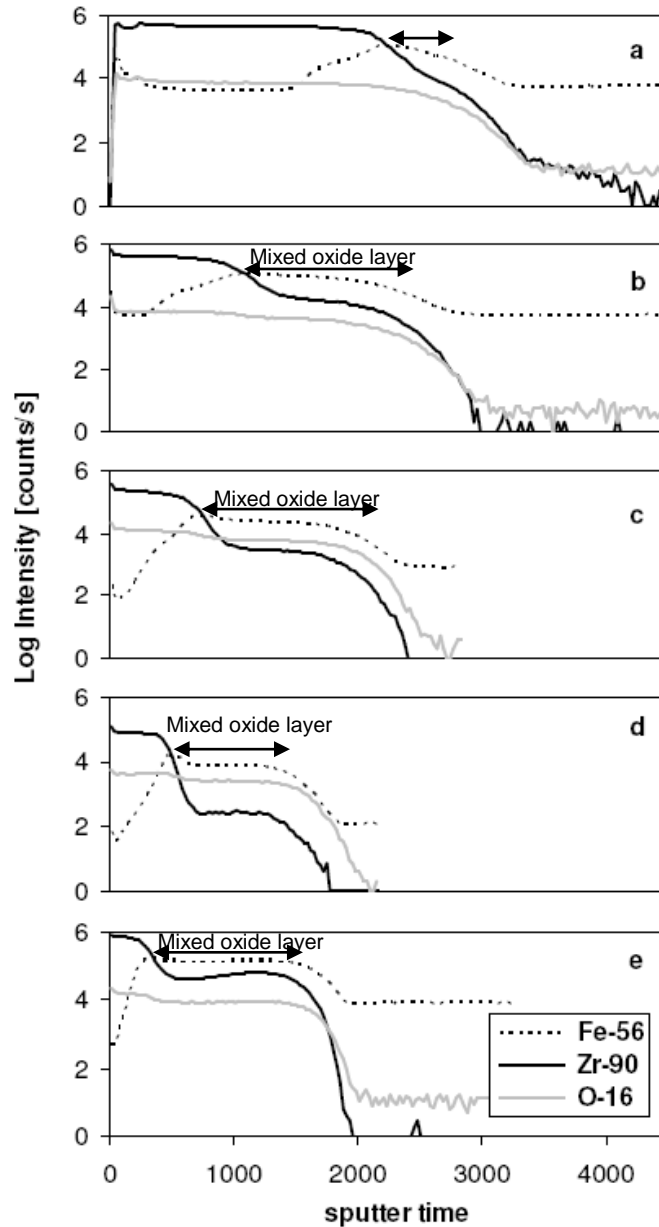 6
4
2
0
a
6
4
2
0
Mixed oxide layer
b
6
4
2
0
Mixed oxide layer
c
6
4
2
0
Mixed oxide layer
d
6
4
2
0
Mixed oxide layer
e
Fe-56
Zr-90
O-16
0 1000 2000 3000 4000
sputter time
Log Intensity [counts/s]